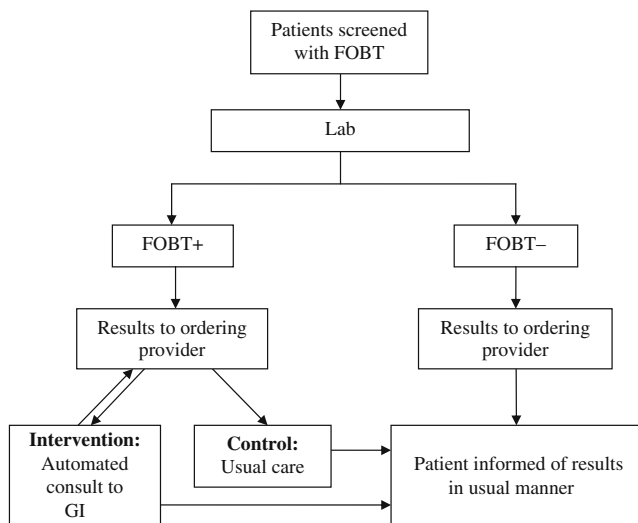 Patients screened
with FOBT
Lab
FOBT+
FOBT–
Results to ordering
provider
Results to ordering
provider
Intervention:
Automated
consult to
GI
Control:
Usual care
Patient informed of results
in usual manner